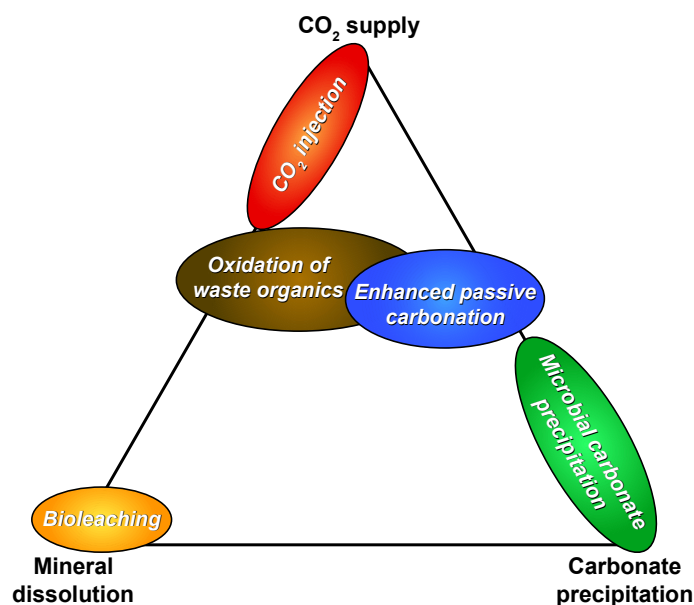 CO₂ supply
CO₂ injection
Oxidation of
waste organics
Enhanced passive
carbonation
Microbial carbonate
precipitation
Bioleaching
Mineral
dissolution
Carbonate
precipitation